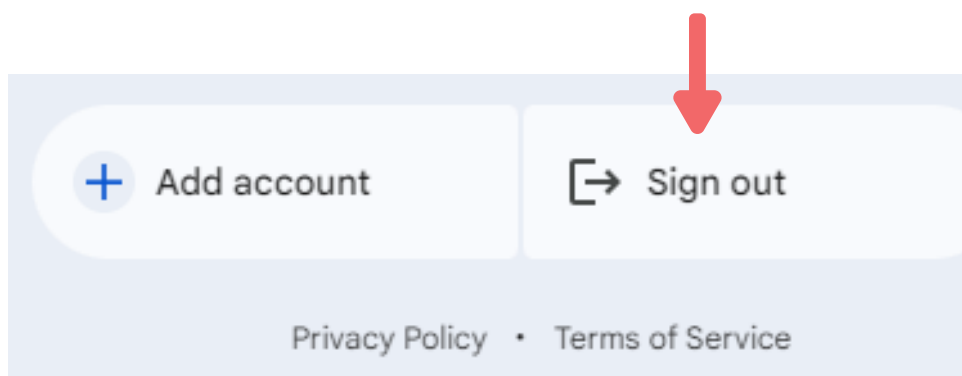 Add account Sign out
Privacy Policy • Terms of Service